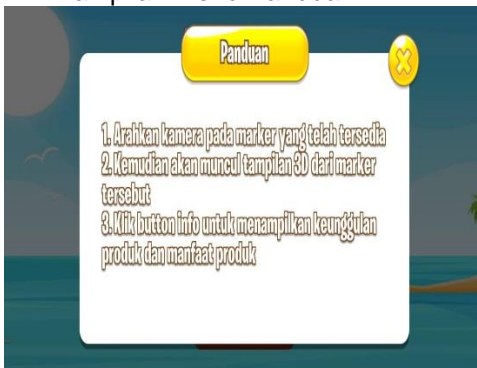 Panduan
1. Arahkan kamera pada marker yang telah tersedia
2. Kemudian akan muncul tampilan 3D dari marker
tersebut
3. Klik button info untuk menampilkan keunggulan
produk dan manfaat produk